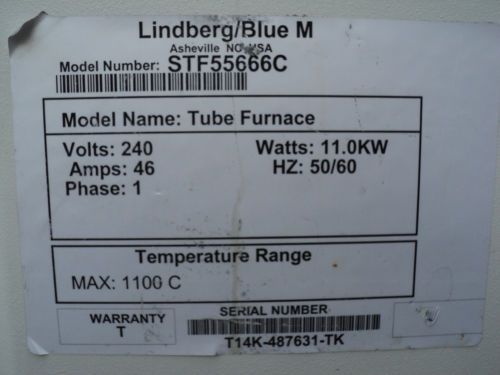 Lindberg/Blue M
Asheville NC USA
Model Number: STF55666C
Model Name: Tube Furnace
Volts: 240 Watts: 11.0KW
Amps: 46 HZ: 50/60
Phase: 1
Temperature Range
MAX: 1100 C
WARRANTY
T
SERIAL NUMBER
T14K-487631-TK